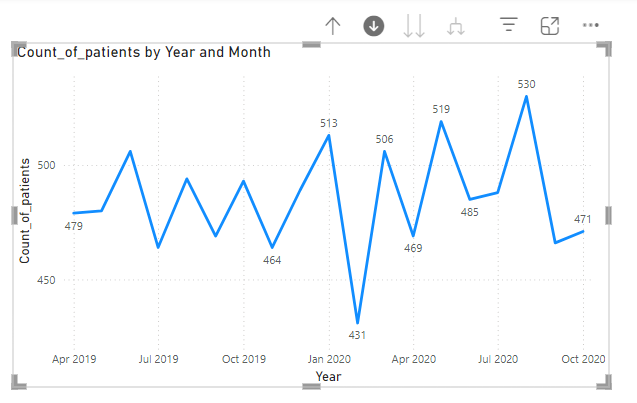 Count_of_patients by Year and Month
Count_of_patients
500
450
479
464
513
431
506
469
519
485
530
471
Apr 2019
Jul 2019
Oct 2019
Jan 2020
Apr 2020
Jul 2020
Oct 2020
Year